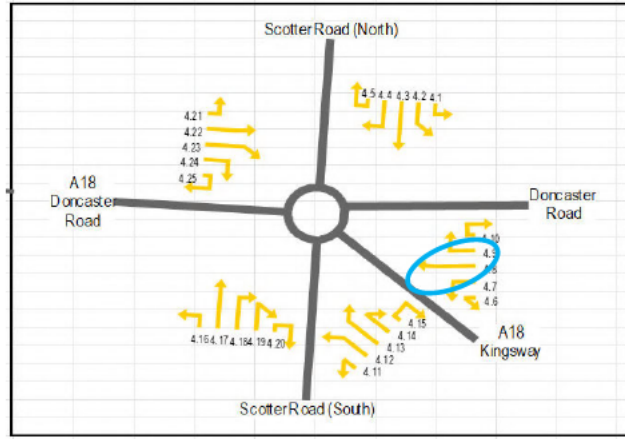 Scotter Road (North)
4.5 4.4 4.3 4.2 4.1
4.21
4.22
4.23
4.24
4.25
A18
Doncaster
Road
Doncaster
Road
4.10
4.9
4.8
4.7
4.6
A18
Kingsway
4.15
4.14
4.13
4.12
4.11
4.16 4.17 4.18 4.19 4.20
Scotter Road (South)